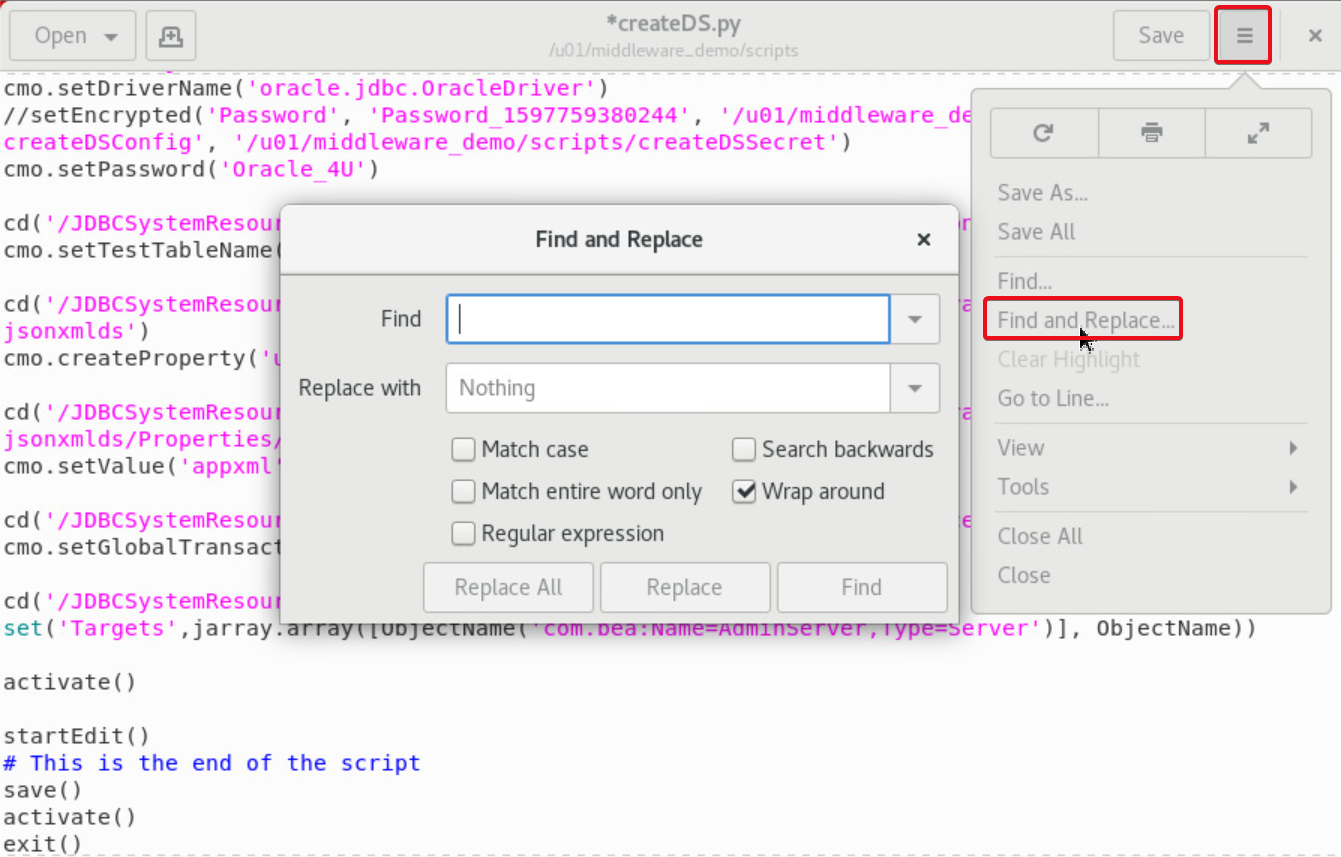 Open
*createDS.py
/u01/middleware_demo/scripts
Save
cmo.setDriverName('oracle.jdbc.OracleDriver')
//setEncrypted('Password', 'Password_1597759380244', '/u01/middleware_de
createDSConfig', '/u01/middleware_demo/scripts/createDSSecret')
cmo.setPassword('Oracle_4U')
cd('/JDBCSystemResour
cmo.setTestTableName(
cd('/JDBCSystemResour
jsonxmlds')
cmo.createProperty('u
cd('/JDBCSystemResour
jsonxmlds/Properties/
cmo.setValue('appxml'
cd('/JDBCSystemResour
cmo.setGlobalTransact
cd('/JDBCSystemResour
set('Targets',jarray.array([ObjectName('com.bea:Name=AdminServer,Type=Server')], ObjectName))
activate()
startEdit()
# This is the end of the script
save()
activate()
exit()
Find and Replace
Find
Replace with
Nothing
Match case
Search backwards
Match entire word only
Wrap around
Regular expression
Replace All
Replace
Find
Save As...
Save All
Find...
Find and Replace...
Clear Highlight
Go to Line...
View
Tools
Close All
Close